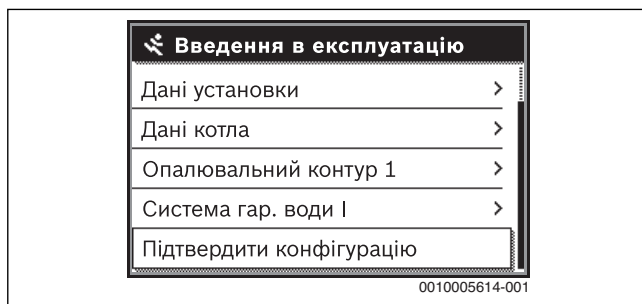 Введення в експлуатацію
Дані установки >
Дані котла >
Опалювальний контур 1 >
Система гар. води I >
Підтвердити конфігурацію
0010005614-001